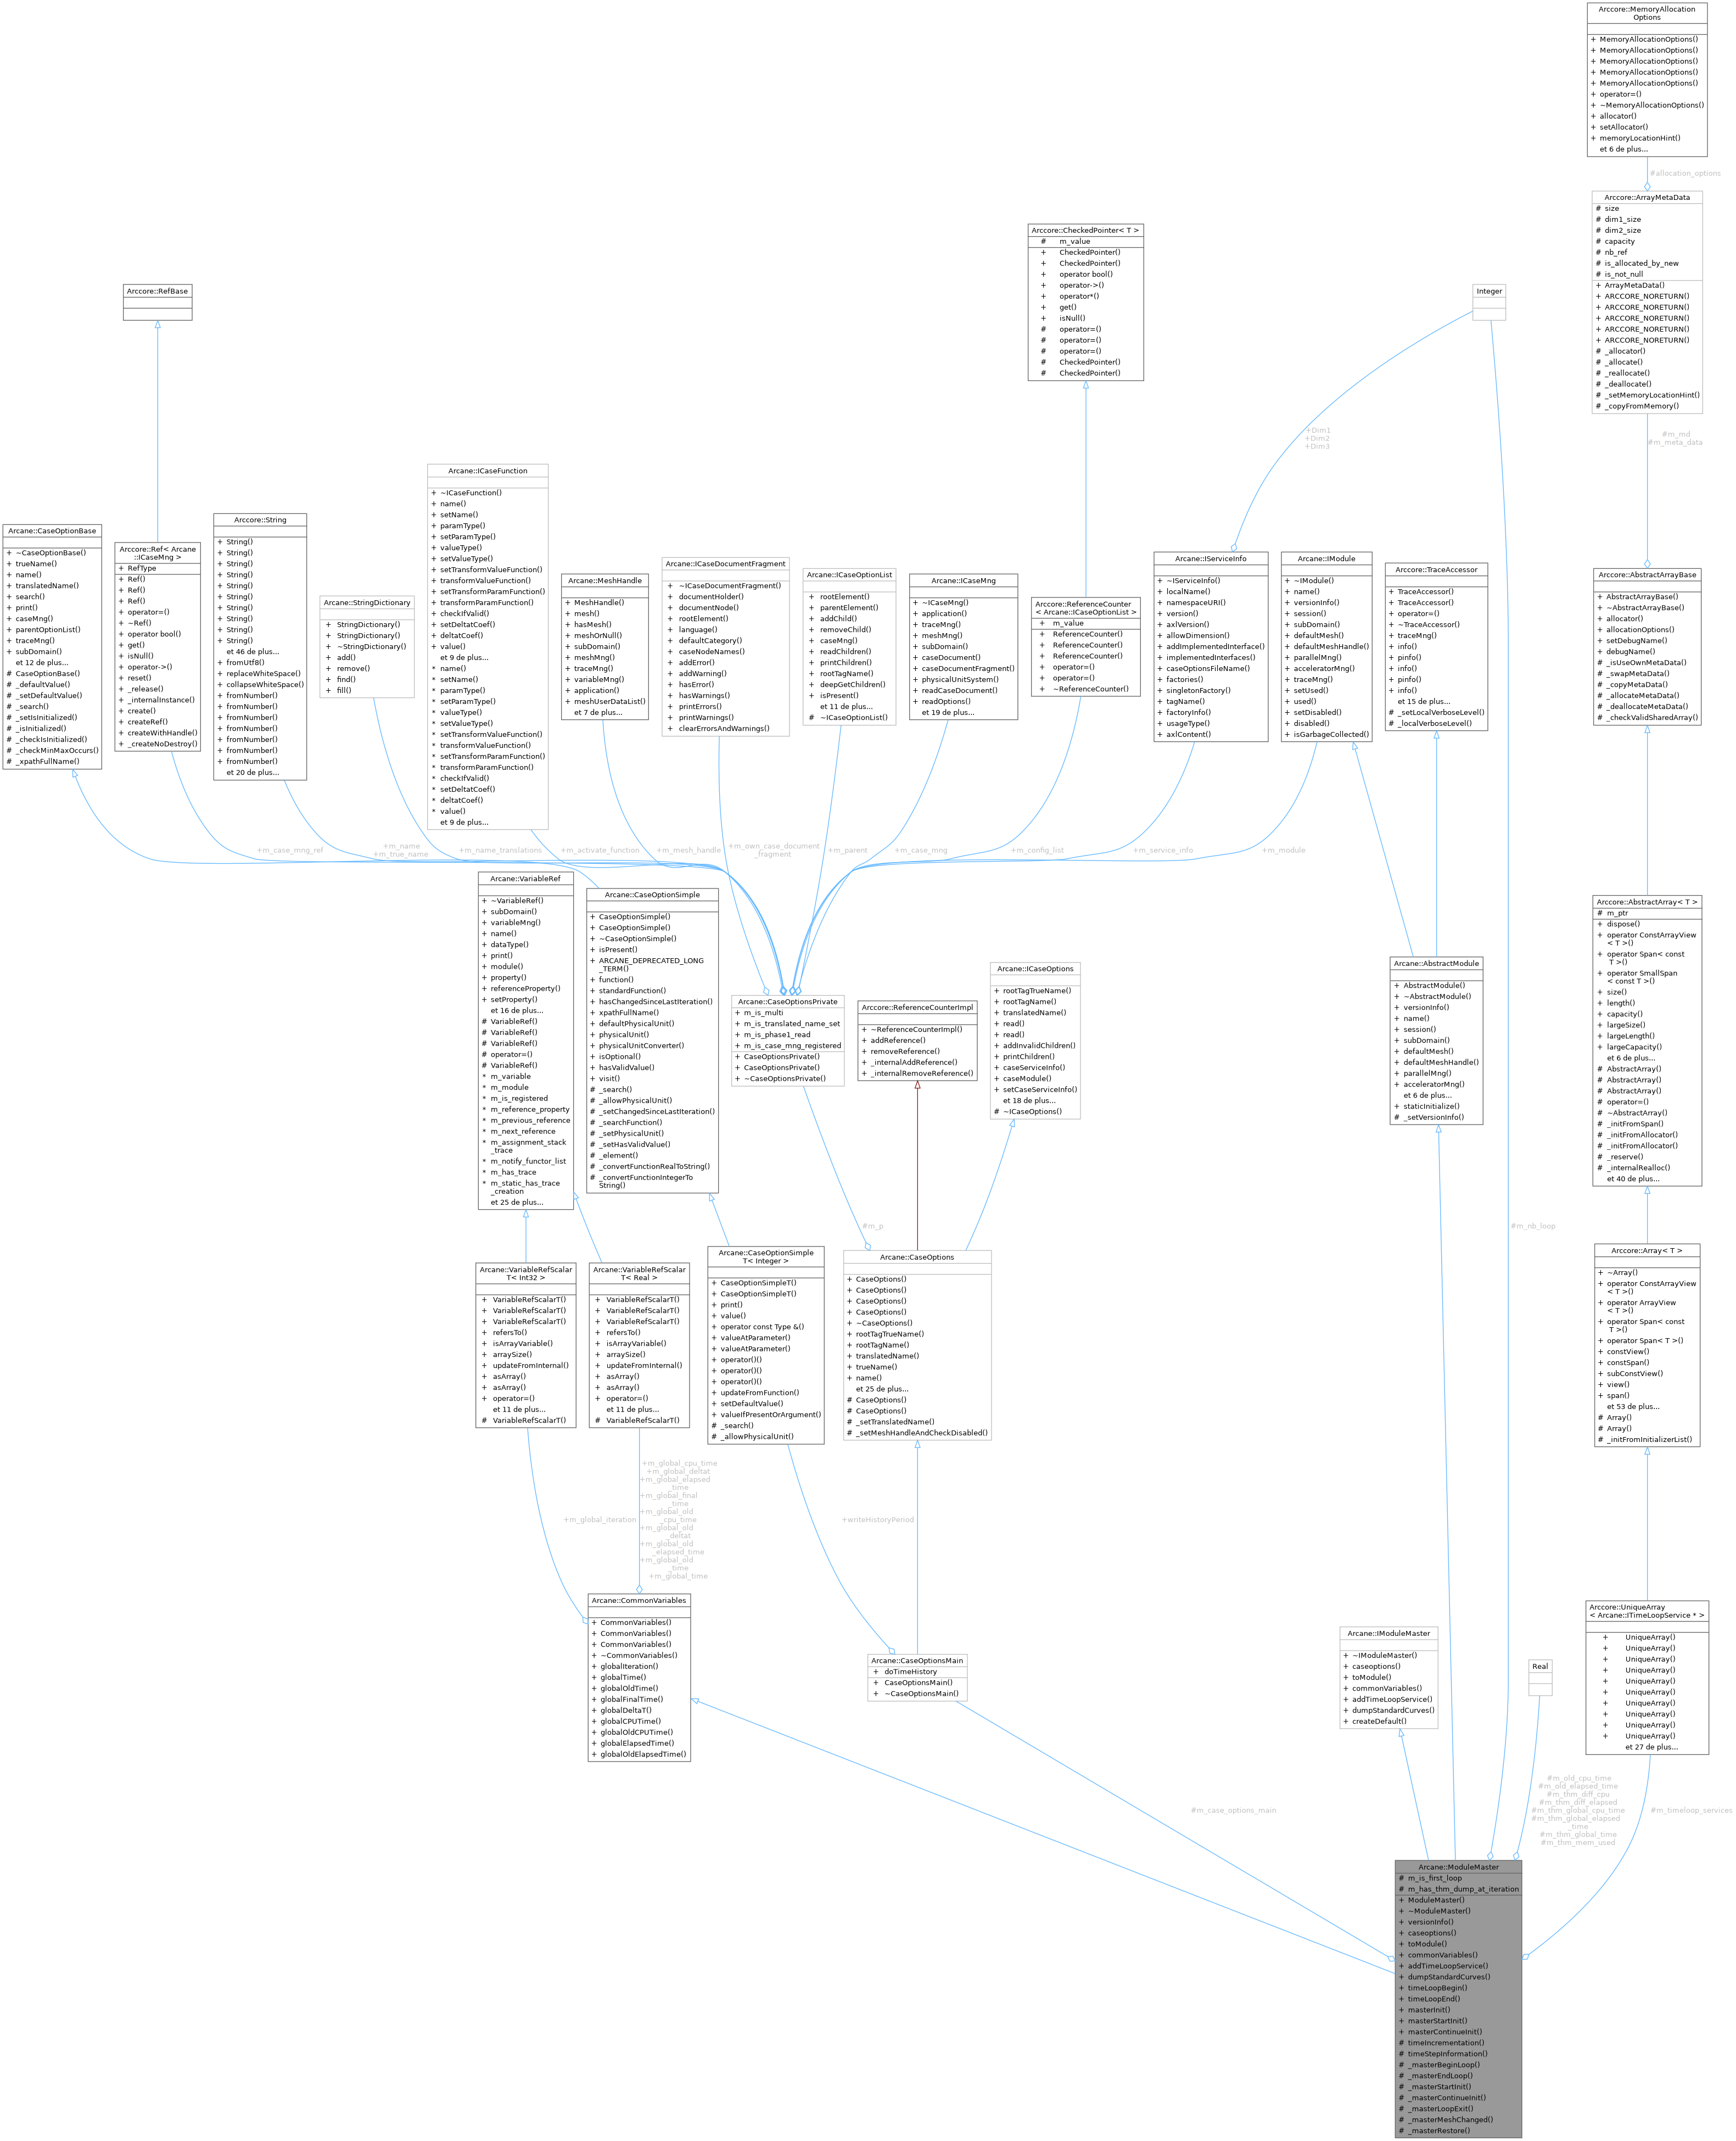 Arccore::MemoryAllocation
Options
+ MemoryAllocationOptions()
+ MemoryAllocationOptions()
+ MemoryAllocationOptions()
+ MemoryAllocationOptions()
+ MemoryAllocationOptions()
+ operator=()
+ ~MemoryAllocationOptions()
+ allocator()
+ setAllocator()
+ memoryLocationHint()
et 6 de plus...
#allocation_options
Arccore::ArrayMetaData
# size
# dim1_size
# dim2_size
# capacity
# nb_ref
# is_allocated_by_new
# is_not_null
+ ArrayMetaData()
+ ARCCORE_NORETURN()
+ ARCCORE_NORETURN()
+ ARCCORE_NORETURN()
+ ARCCORE_NORETURN()
+ ARCCORE_NORETURN()
# _allocator()
# _allocate()
# _reallocate()
# _deallocate()
# _setMemoryLocationHint()
# _copyFromMemory()
Arccore::CheckedPointer< T >
# m_value
+ CheckedPointer()
+ CheckedPointer()
+ operator bool()
+ operator->()
+ operator*()
+ get()
+ isNull()
# operator=()
# operator=()
# operator=()
# CheckedPointer()
# CheckedPointer()
Arccore::RefBase
Integer
+Dim1
+Dim2
+Dim3
#m_md
#m_meta_data
Arcane::CaseOptionBase
+ ~CaseOptionBase()
+ trueName()
+ name()
+ translatedName()
+ search()
+ print()
+ caseMng()
+ parentOptionList()
+ traceMng()
+ subDomain()
et 12 de plus...
# CaseOptionBase()
# _defaultValue()
# _setDefaultValue()
# _search()
# _setIsInitialized()
# _isInitialized()
# _checkIsInitialized()
# _checkMinMaxOccurs()
# _xpathFullName()
Arccore::Ref< Arcane
::ICaseMng >
+ RefType
+ Ref()
+ Ref()
+ Ref()
+ operator=()
+ ~Ref()
+ operator bool()
+ get()
+ isNull()
+ operator->()
+ reset()
+ _release()
+ _internalInstance()
+ create()
+ createRef()
+ createWithHandle()
+ _createNoDestroy()
Arccore::String
+ String()
+ String()
+ String()
+ String()
+ String()
+ String()
+ String()
+ String()
+ String()
+ String()
et 46 de plus...
+ fromUtf8()
+ replaceWhiteSpace()
+ collapseWhiteSpace()
+ fromNumber()
+ fromNumber()
+ fromNumber()
+ fromNumber()
+ fromNumber()
+ fromNumber()
+ fromNumber()
et 20 de plus...
Arcane::StringDictionary
+ StringDictionary()
+ StringDictionary()
+ ~StringDictionary()
+ add()
+ remove()
+ find()
+ fill()
Arcane::ICaseFunction
+ ~ICaseFunction()
+ name()
+ setName()
+ paramType()
+ setParamType()
+ valueType()
+ setValueType()
+ setTransformValueFunction()
+ transformValueFunction()
+ setTransformParamFunction()
+ transformParamFunction()
+ checkIfValid()
+ setDeltatCoef()
+ deltatCoef()
+ value()
et 9 de plus...
* name()
* setName()
* paramType()
* setParamType()
* valueType()
* setValueType()
* setTransformValueFunction()
* transformValueFunction()
* setTransformParamFunction()
* transformParamFunction()
* checkIfValid()
* setDeltatCoef()
* deltatCoef()
* value()
et 9 de plus...
Arcane::MeshHandle
+ MeshHandle()
+ mesh()
+ hasMesh()
+ meshOrNull()
+ subDomain()
+ meshMng()
+ traceMng()
+ variableMng()
+ application()
+ meshUserDataList()
et 7 de plus...
Arcane::ICaseDocumentFragment
+ ~ICaseDocumentFragment()
+ documentHolder()
+ documentNode()
+ rootElement()
+ language()
+ defaultCategory()
+ caseNodeNames()
+ addError()
+ addWarning()
+ hasError()
+ hasWarnings()
+ printErrors()
+ printWarnings()
+ clearErrorsAndWarnings()
Arcane::ICaseOptionList
+ rootElement()
+ parentElement()
+ addChild()
+ removeChild()
+ caseMng()
+ readChildren()
+ printChildren()
+ rootTagName()
+ deepGetChildren()
+ isPresent()
et 11 de plus...
# ~ICaseOptionList()
Arcane::ICaseMng
+ ~ICaseMng()
+ application()
+ traceMng()
+ meshMng()
+ subDomain()
+ caseDocument()
+ caseDocumentFragment()
+ physicalUnitSystem()
+ readCaseDocument()
+ readOptions()
et 19 de plus...
Arccore::ReferenceCounter
< Arcane::ICaseOptionList >
+ m_value
+ ReferenceCounter()
+ ReferenceCounter()
+ ReferenceCounter()
+ operator=()
+ operator=()
+ ~ReferenceCounter()
Arcane::IServiceInfo
+ ~IServiceInfo()
+ localName()
+ namespaceURI()
+ version()
+ axlVersion()
+ allowDimension()
+ addImplementedInterface()
+ implementedInterfaces()
+ caseOptionsFileName()
+ factories()
+ singletonFactory()
+ tagName()
+ factoryInfo()
+ usageType()
+ axlContent()
Arcane::IModule
+ ~IModule()
+ name()
+ versionInfo()
+ session()
+ subDomain()
+ defaultMesh()
+ defaultMeshHandle()
+ parallelMng()
+ acceleratorMng()
+ traceMng()
+ setUsed()
+ used()
+ setDisabled()
+ disabled()
+ isGarbageCollected()
Arccore::TraceAccessor
+ TraceAccessor()
+ TraceAccessor()
+ operator=()
+ ~TraceAccessor()
+ traceMng()
+ info()
+ pinfo()
+ info()
+ pinfo()
+ info()
et 15 de plus...
# _setLocalVerboseLevel()
# _localVerboseLevel()
Arccore::AbstractArrayBase
+ AbstractArrayBase()
+ ~AbstractArrayBase()
+ allocator()
+ allocationOptions()
+ setDebugName()
+ debugName()
# _isUseOwnMetaData()
# _swapMetaData()
# _copyMetaData()
# _allocateMetaData()
# _deallocateMetaData()
# _checkValidSharedArray()
+m_case_mng_ref
+m_name
+m_true_name
+m_name_translations
+m_activate_function
+m_mesh_handle
+m_own_case_document
_fragment
+m_parent
+m_case_mng
+m_config_list
+m_service_info
+m_module
Arcane::VariableRef
+ ~VariableRef()
+ subDomain()
+ variableMng()
+ name()
+ dataType()
+ print()
+ module()
+ property()
+ referenceProperty()
+ setProperty()
et 16 de plus...
# VariableRef()
# VariableRef()
# VariableRef()
# operator=()
# VariableRef()
* m_variable
* m_module
* m_is_registered
* m_reference_property
* m_previous_reference
* m_next_reference
* m_assignment_stack
_trace
* m_notify_functor_list
* m_has_trace
* m_static_has_trace
_creation
et 25 de plus...
Arcane::CaseOptionSimple
+ CaseOptionSimple()
+ CaseOptionSimple()
+ ~CaseOptionSimple()
+ isPresent()
+ ARCANE_DEPRECATED_LONG
_TERM()
+ function()
+ standardFunction()
+ hasChangedSinceLastIteration()
+ xpathFullName()
+ defaultPhysicalUnit()
+ physicalUnit()
+ physicalUnitConverter()
+ isOptional()
+ hasValidValue()
+ visit()
# _search()
# _allowPhysicalUnit()
# _setChangedSinceLastIteration()
# _searchFunction()
# _setPhysicalUnit()
# _setHasValidValue()
# _element()
# _convertFunctionRealToString()
# _convertFunctionIntegerTo
String()
Arcane::CaseOptionsPrivate
+ m_is_multi
+ m_is_translated_name_set
+ m_is_phase1_read
+ m_is_case_mng_registered
+ CaseOptionsPrivate()
+ CaseOptionsPrivate()
+ ~CaseOptionsPrivate()
Arccore::ReferenceCounterImpl
+ ~ReferenceCounterImpl()
+ addReference()
+ removeReference()
+ _internalAddReference()
+ _internalRemoveReference()
Arcane::ICaseOptions
+ rootTagTrueName()
+ rootTagName()
+ translatedName()
+ read()
+ read()
+ addInvalidChildren()
+ printChildren()
+ caseServiceInfo()
+ caseModule()
+ setCaseServiceInfo()
et 18 de plus...
# ~ICaseOptions()
Arcane::AbstractModule
+ AbstractModule()
+ ~AbstractModule()
+ versionInfo()
+ name()
+ session()
+ subDomain()
+ defaultMesh()
+ defaultMeshHandle()
+ parallelMng()
+ acceleratorMng()
et 6 de plus...
+ staticInitialize()
# _setVersionInfo()
Arccore::AbstractArray< T >
# m_ptr
+ dispose()
+ operator ConstArrayView
< T >()
+ operator Span< const
T >()
+ operator SmallSpan
< const T >()
+ size()
+ length()
+ capacity()
+ largeSize()
+ largeLength()
+ largeCapacity()
et 6 de plus...
# AbstractArray()
# AbstractArray()
# AbstractArray()
# operator=()
# ~AbstractArray()
# _initFromSpan()
# _initFromAllocator()
# _initFromAllocator()
# _reserve()
# _internalRealloc()
et 40 de plus...
#m_p
#m_nb_loop
Arcane::VariableRefScalar
T< Int32 >
+ VariableRefScalarT()
+ VariableRefScalarT()
+ VariableRefScalarT()
+ refersTo()
+ isArrayVariable()
+ arraySize()
+ updateFromInternal()
+ asArray()
+ asArray()
+ operator=()
et 11 de plus...
# VariableRefScalarT()
Arcane::VariableRefScalar
T< Real >
+ VariableRefScalarT()
+ VariableRefScalarT()
+ VariableRefScalarT()
+ refersTo()
+ isArrayVariable()
+ arraySize()
+ updateFromInternal()
+ asArray()
+ asArray()
+ operator=()
et 11 de plus...
# VariableRefScalarT()
Arcane::CaseOptionSimple
T< Integer >
+ CaseOptionSimpleT()
+ CaseOptionSimpleT()
+ print()
+ value()
+ operator const Type &()
+ valueAtParameter()
+ valueAtParameter()
+ operator()()
+ operator()()
+ operator()()
+ updateFromFunction()
+ setDefaultValue()
+ valueIfPresentOrArgument()
# _search()
# _allowPhysicalUnit()
Arcane::CaseOptions
+ CaseOptions()
+ CaseOptions()
+ CaseOptions()
+ CaseOptions()
+ ~CaseOptions()
+ rootTagTrueName()
+ rootTagName()
+ translatedName()
+ trueName()
+ name()
et 25 de plus...
# CaseOptions()
# CaseOptions()
# _setTranslatedName()
# _setMeshHandleAndCheckDisabled()
Arccore::Array< T >
+ ~Array()
+ operator ConstArrayView
< T >()
+ operator ArrayView
< T >()
+ operator Span< const
T >()
+ operator Span< T >()
+ constView()
+ constSpan()
+ subConstView()
+ view()
+ span()
et 53 de plus...
# Array()
# Array()
# _initFromInitializerList()
+m_global_iteration
+m_global_cpu_time
+m_global_deltat
+m_global_elapsed
_time
+m_global_final
_time
+m_global_old
_cpu_time
+m_global_old
_deltat
+m_global_old
_elapsed_time
+m_global_old
_time
+m_global_time
+writeHistoryPeriod
Arcane::CommonVariables
+ CommonVariables()
+ CommonVariables()
+ CommonVariables()
+ ~CommonVariables()
+ globalIteration()
+ globalTime()
+ globalOldTime()
+ globalFinalTime()
+ globalDeltaT()
+ globalCPUTime()
+ globalOldCPUTime()
+ globalElapsedTime()
+ globalOldElapsedTime()
Arcane::CaseOptionsMain
+ doTimeHistory
+ CaseOptionsMain()
+ ~CaseOptionsMain()
Arcane::IModuleMaster
+ ~IModuleMaster()
+ caseoptions()
+ toModule()
+ commonVariables()
+ addTimeLoopService()
+ dumpStandardCurves()
+ createDefault()
Real
Arccore::UniqueArray
< Arcane::ITimeLoopService * >
+ UniqueArray()
+ UniqueArray()
+ UniqueArray()
+ UniqueArray()
+ UniqueArray()
+ UniqueArray()
+ UniqueArray()
+ UniqueArray()
+ UniqueArray()
+ UniqueArray()
et 27 de plus...
#m_case_options_main
#m_old_cpu_time
#m_old_elapsed_time
#m_thm_diff_cpu
#m_thm_diff_elapsed
#m_thm_global_cpu_time
#m_thm_global_elapsed
_time
#m_thm_global_time
#m_thm_mem_used
#m_timeloop_services
Arcane::ModuleMaster
# m_is_first_loop
# m_has_thm_dump_at_iteration
+ ModuleMaster()
+ ~ModuleMaster()
+ versionInfo()
+ caseoptions()
+ toModule()
+ commonVariables()
+ addTimeLoopService()
+ dumpStandardCurves()
+ timeLoopBegin()
+ timeLoopEnd()
+ masterInit()
+ masterStartInit()
+ masterContinueInit()
# timeIncrementation()
# timeStepInformation()
# _masterBeginLoop()
# _masterEndLoop()
# _masterStartInit()
# _masterContinueInit()
# _masterLoopExit()
# _masterMeshChanged()
# _masterRestore()